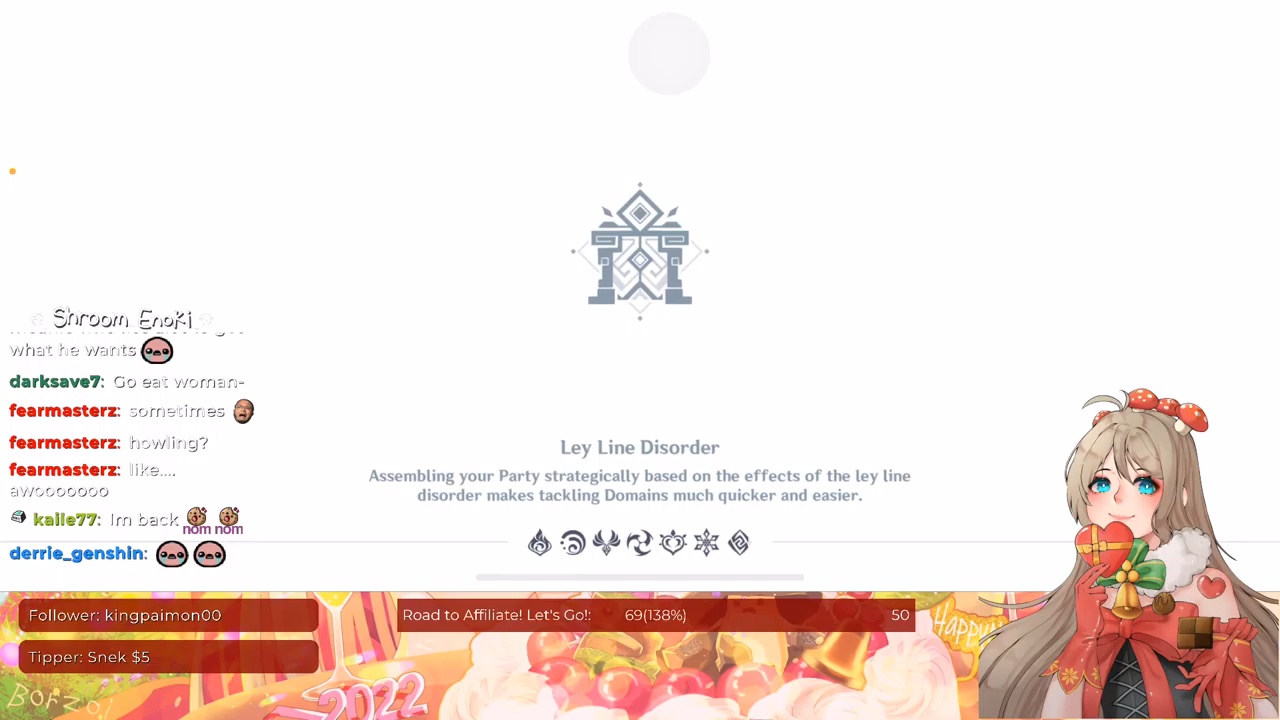 Shroom Enoki
what he wants
darksave7: Go eat woman-
fearmasterz: sometimes
fearmasterz: howling?
fearmasterz: like....
awooooooo
kaiie77: Im back
nom nom
derrie_genshin:
Ley Line Disorder
Assembling your Party strategically based on the effects of the ley line
disorder makes tackling Domains much quicker and easier.
Follower: kingpaimon00
Road to Affiliate! Let's Go!: 69(138%) 50
Tipper: Snek $5
Happy
2022